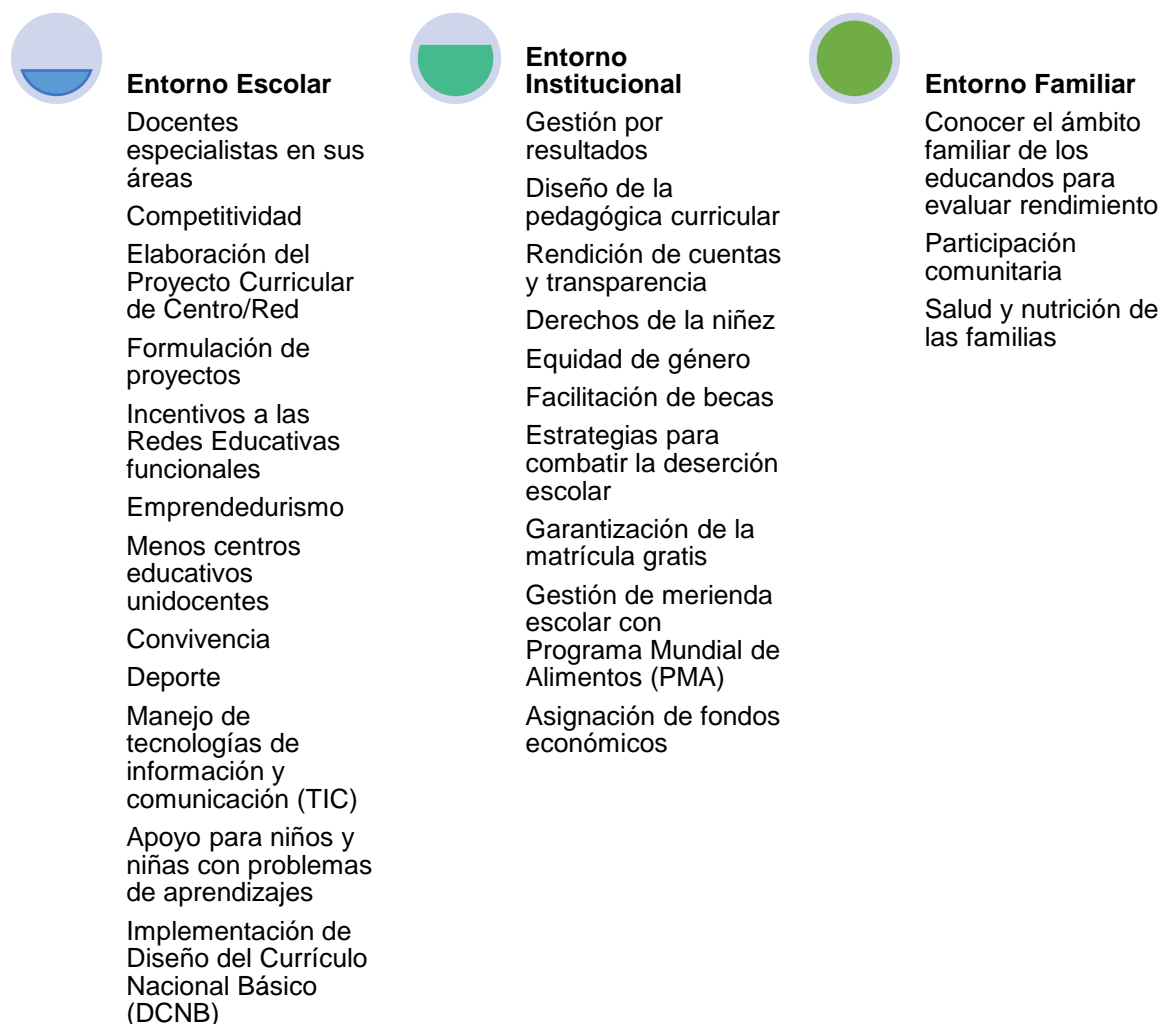 Entorno Escolar
Docentes
especialistas en sus
áreas
Competitividad
Elaboración del
Proyecto Curricular
de Centro/Red
Formulación de
proyectos
Incentivos a las
Redes Educativas
funcionales
Emprendedurismo
Menos centros
educativos
unidocentes
Convivencia
Deporte
Manejo de
tecnologías de
información y
comunicación (TIC)
Apoyo para niños y
niñas con problemas
de aprendizajes
Implementación de
Diseño del Currículo
Nacional Básico
(DCNB)
Entorno
Institucional
Gestión por
resultados
Diseño de la
pedagógica curricular
Rendición de cuentas
y transparencia
Derechos de la niñez
Equidad de género
Facilitación de becas
Estrategias para
combatir la deserción
escolar
Garantización de la
matrícula gratis
Gestión de merienda
escolar con
Programa Mundial de
Alimentos (PMA)
Asignación de fondos
económicos
Entorno Familiar
Conocer el ámbito
familiar de los
educandos para
evaluar rendimiento
Participación
comunitaria
Salud y nutrición de
las familias